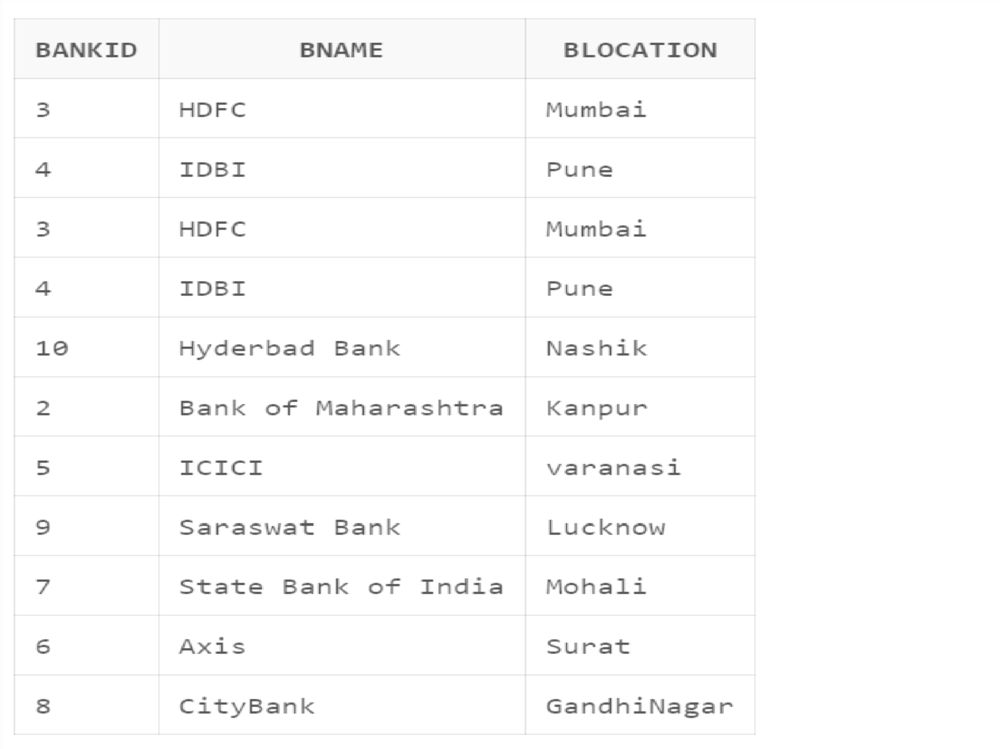 BANKID BNAME BLOCATION
3 HDFC Mumbai
4 IDBI Pune
3 HDFC Mumbai
4 IDBI Pune
10 Hyderbad Bank Nashik
2 Bank of Maharashtra Kanpur
5 ICICI varanasi
9 Saraswat Bank Lucknow
7 State Bank of India Mohali
6 Axis Surat
8 CityBank GandhiNagar